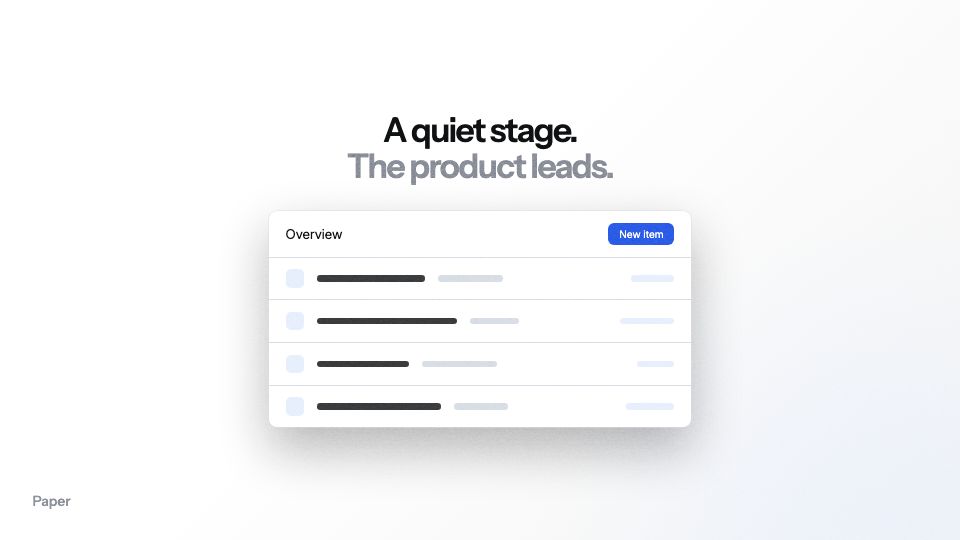 A quiet stage.
The product leads.
Overview
New item
Paper